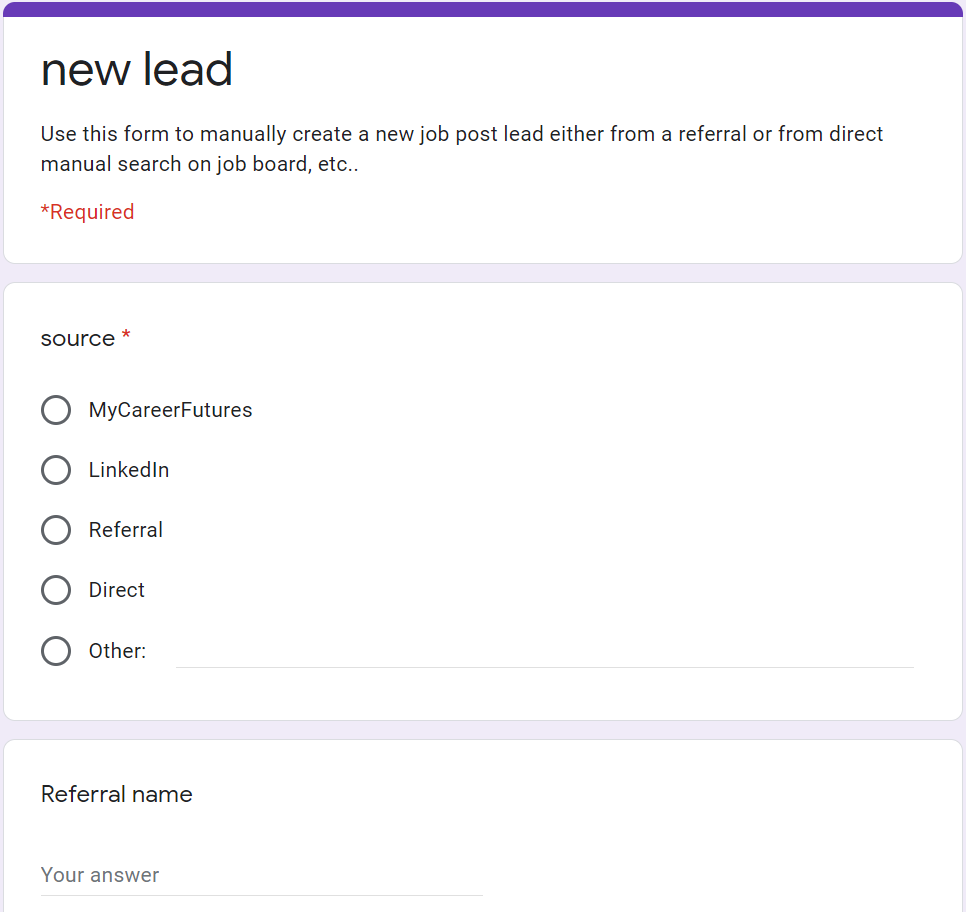 new lead
Use this form to manually create a new job post lead either from a referral or from direct
manual search on job board, etc..
*Required
source *
MyCareerFutures
LinkedIn
Referral
Direct
Other:
Referral name
Your answer